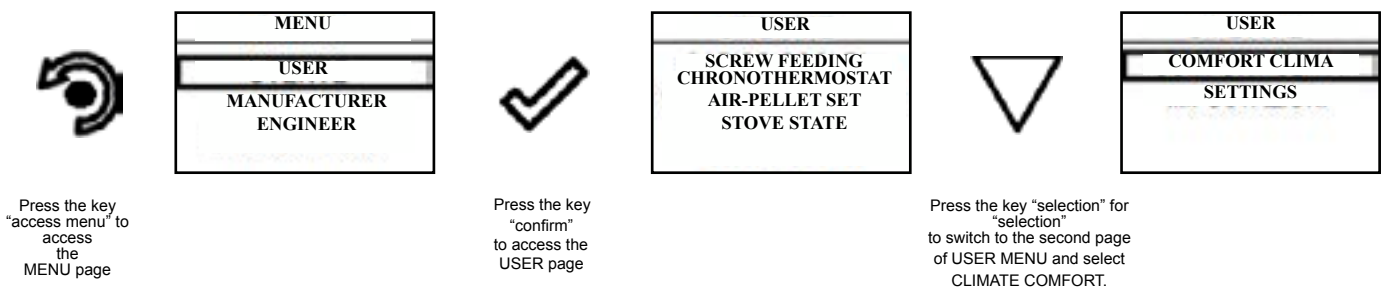 MENU
USER
MANUFACTURER
ENGINEER
USER
SCREW FEEDING
CHRONOTHERMOSTAT
AIR-PELLET SET
STOVE STATE
USER
COMFORT CLIMA
SETTINGS
Press the key
“access menu” to
access
the
MENU page
Press the key
“confirm”
to access the
USER page
Press the key “selection” for
“selection”
to switch to the second page
of USER MENU and select
CLIMATE COMFORT.